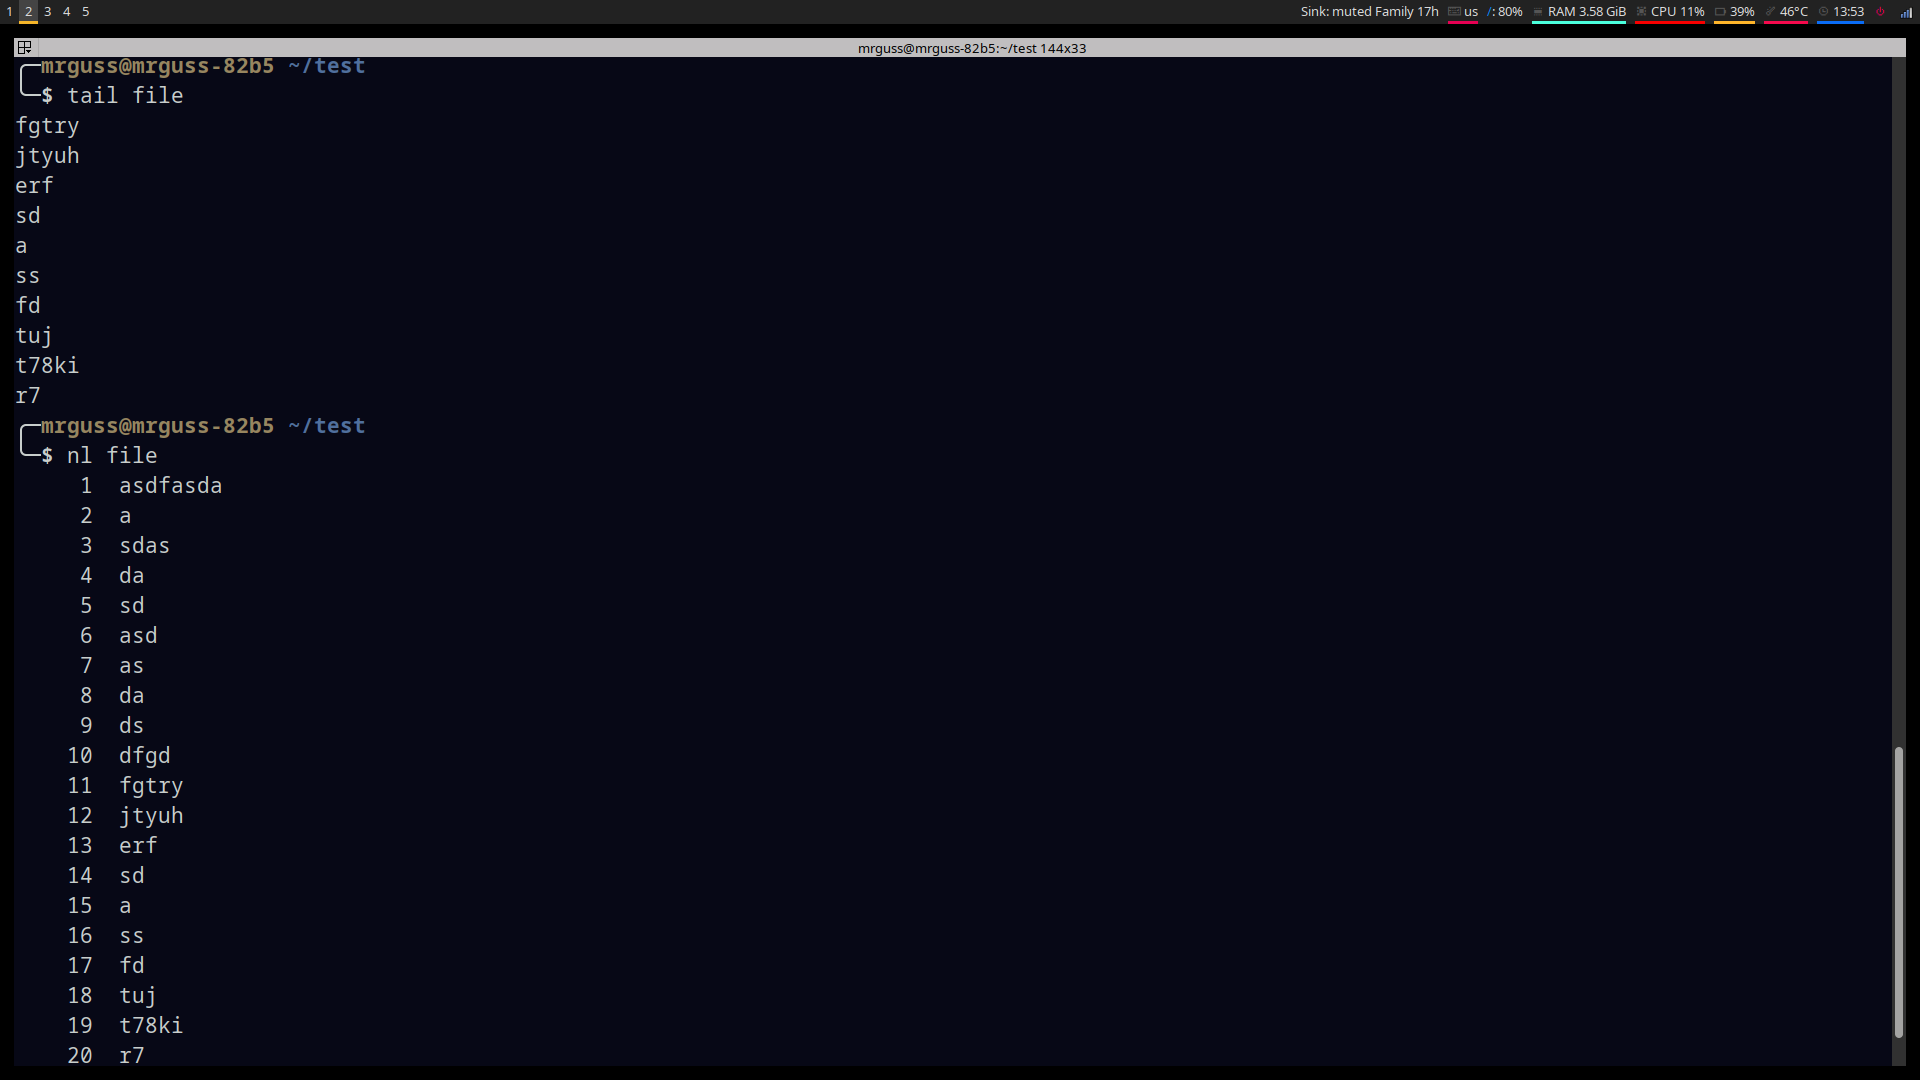 1 2 3 4 5 Sink: muted Family 17h us /: 80% RAM 3.58 GiB CPU 11% 39% 46°C 13:53
mrguss@mrguss-82b5:~/test 144x33
mrguss@mrguss-82b5 ~/test
$ tail file
fgtry
jtyuh
erf
sd
a
ss
fd
tuj
t78ki
r7
mrguss@mrguss-82b5 ~/test
$ nl file
1 asdfasda
2 a
3 sdas
4 da
5 sd
6 asd
7 as
8 da
9 ds
10 dfgd
11 fgtry
12 jtyuh
13 erf
14 sd
15 a
16 ss
17 fd
18 tuj
19 t78ki
20 r7